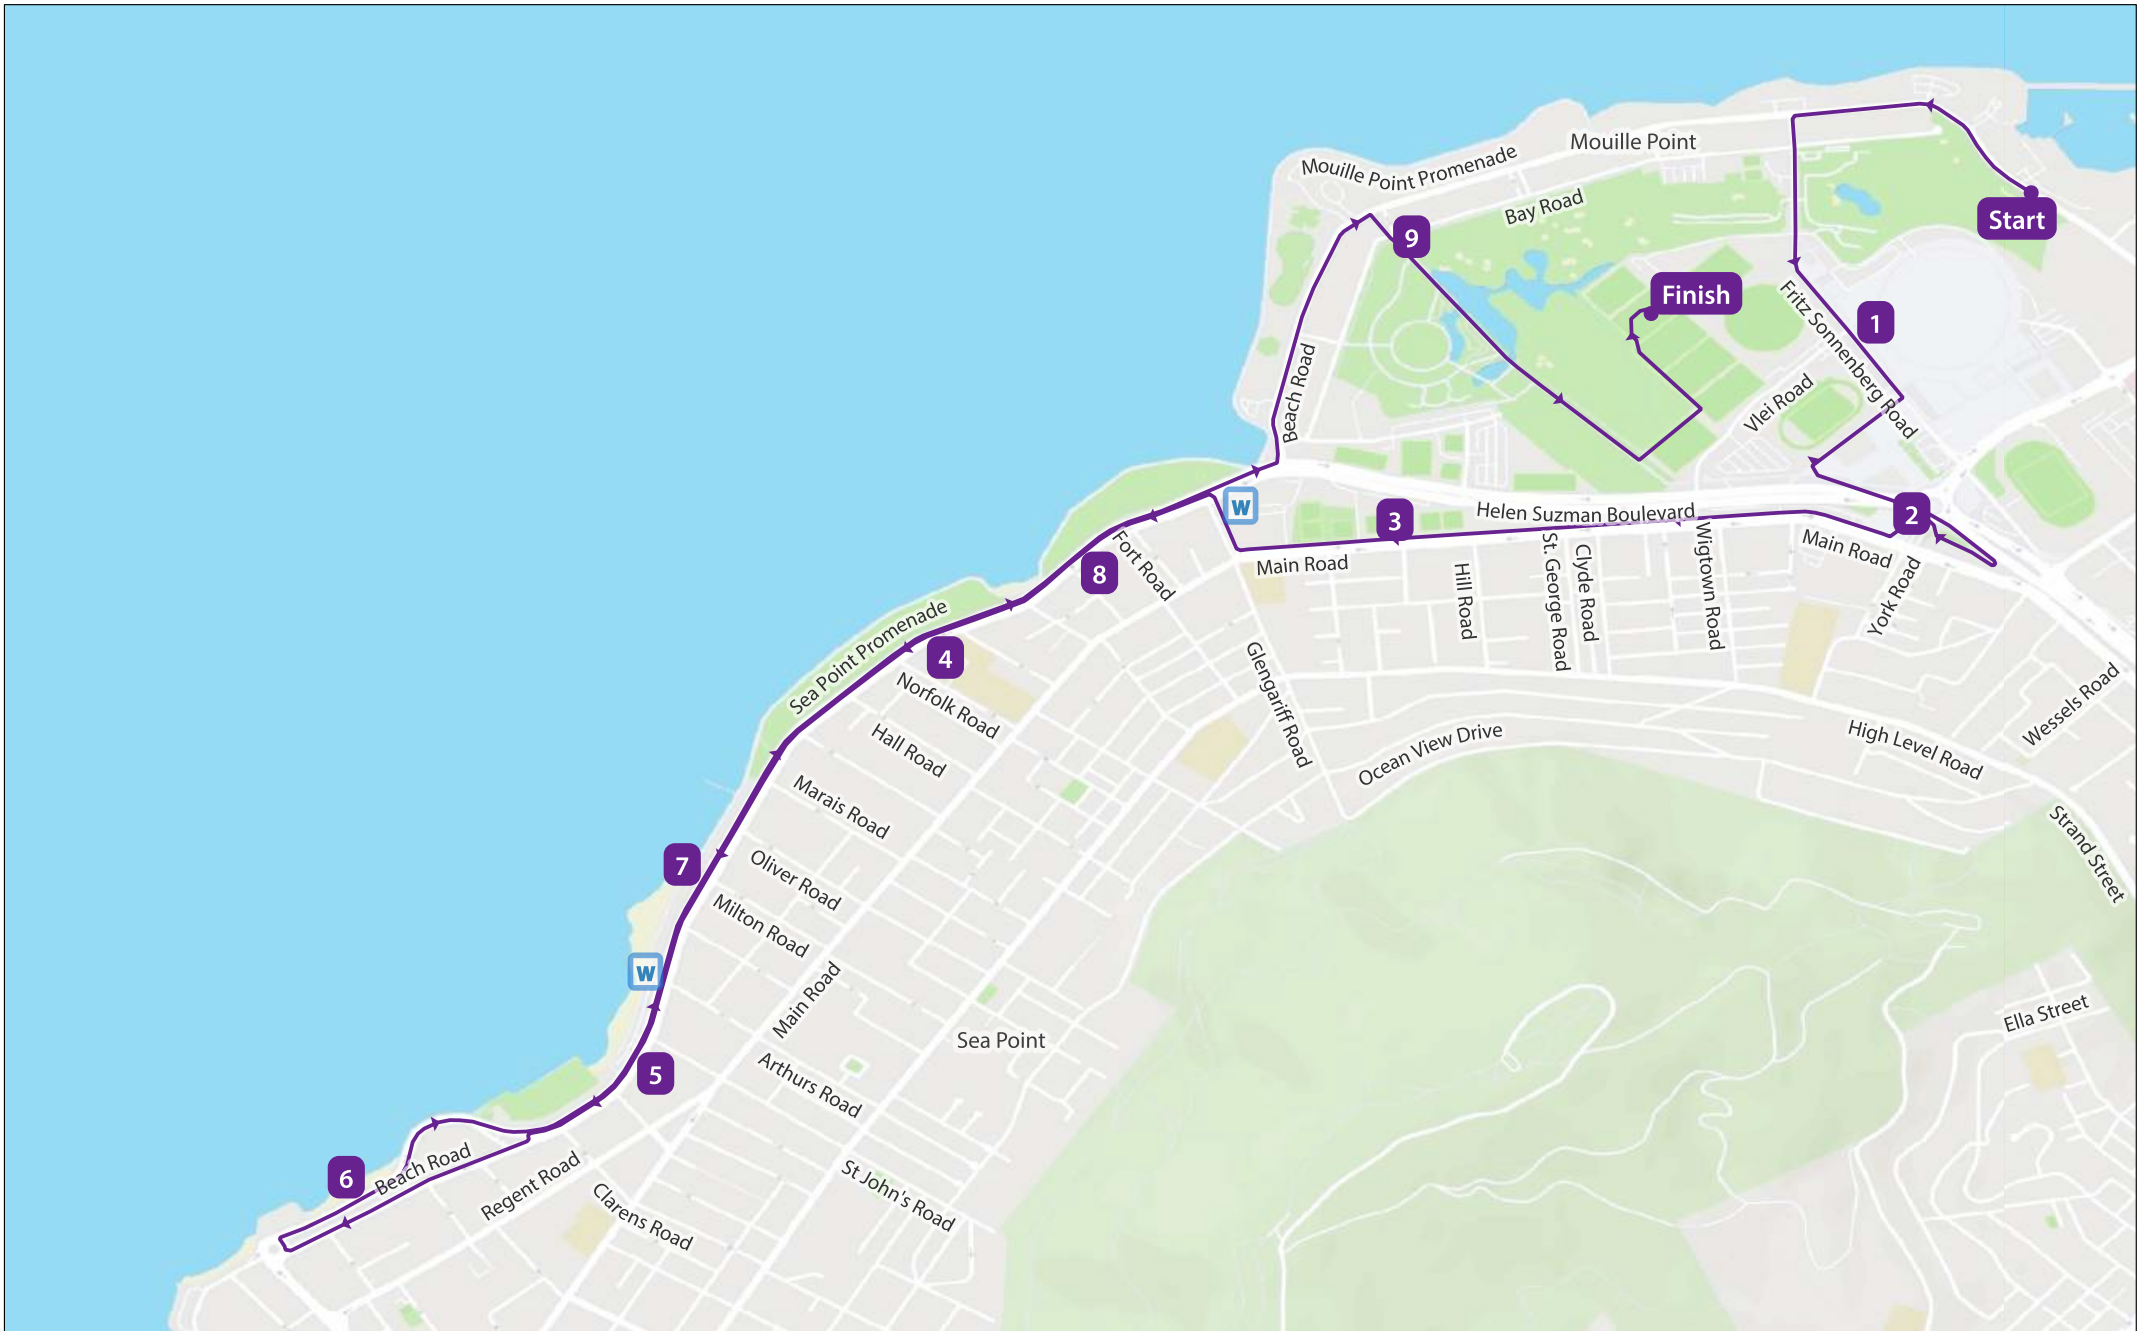 Mouille Point
Mouille Point Promenade
Bay Road
Start
9
Finish
Fritz Sonnenberg Road
1
Beach Road
Vlei Road
W
3
Helen Suzman Boulevard
2
Main Road
Main Road
Fort Road
8
Hill Road
St. George Road
Clyde Road
Wigtown Road
York Road
Sea Point Promenade
4
Norfolk Road
Glengariff Road
Wessels Road
Hall Road
Ocean View Drive
High Level Road
Marais Road
Strand Street
7
Oliver Road
Milton Road
W
Main Road
Ella Street
Sea Point
5
Arthurs Road
6
Beach Road
Regent Road
St John's Road
Clarens Road